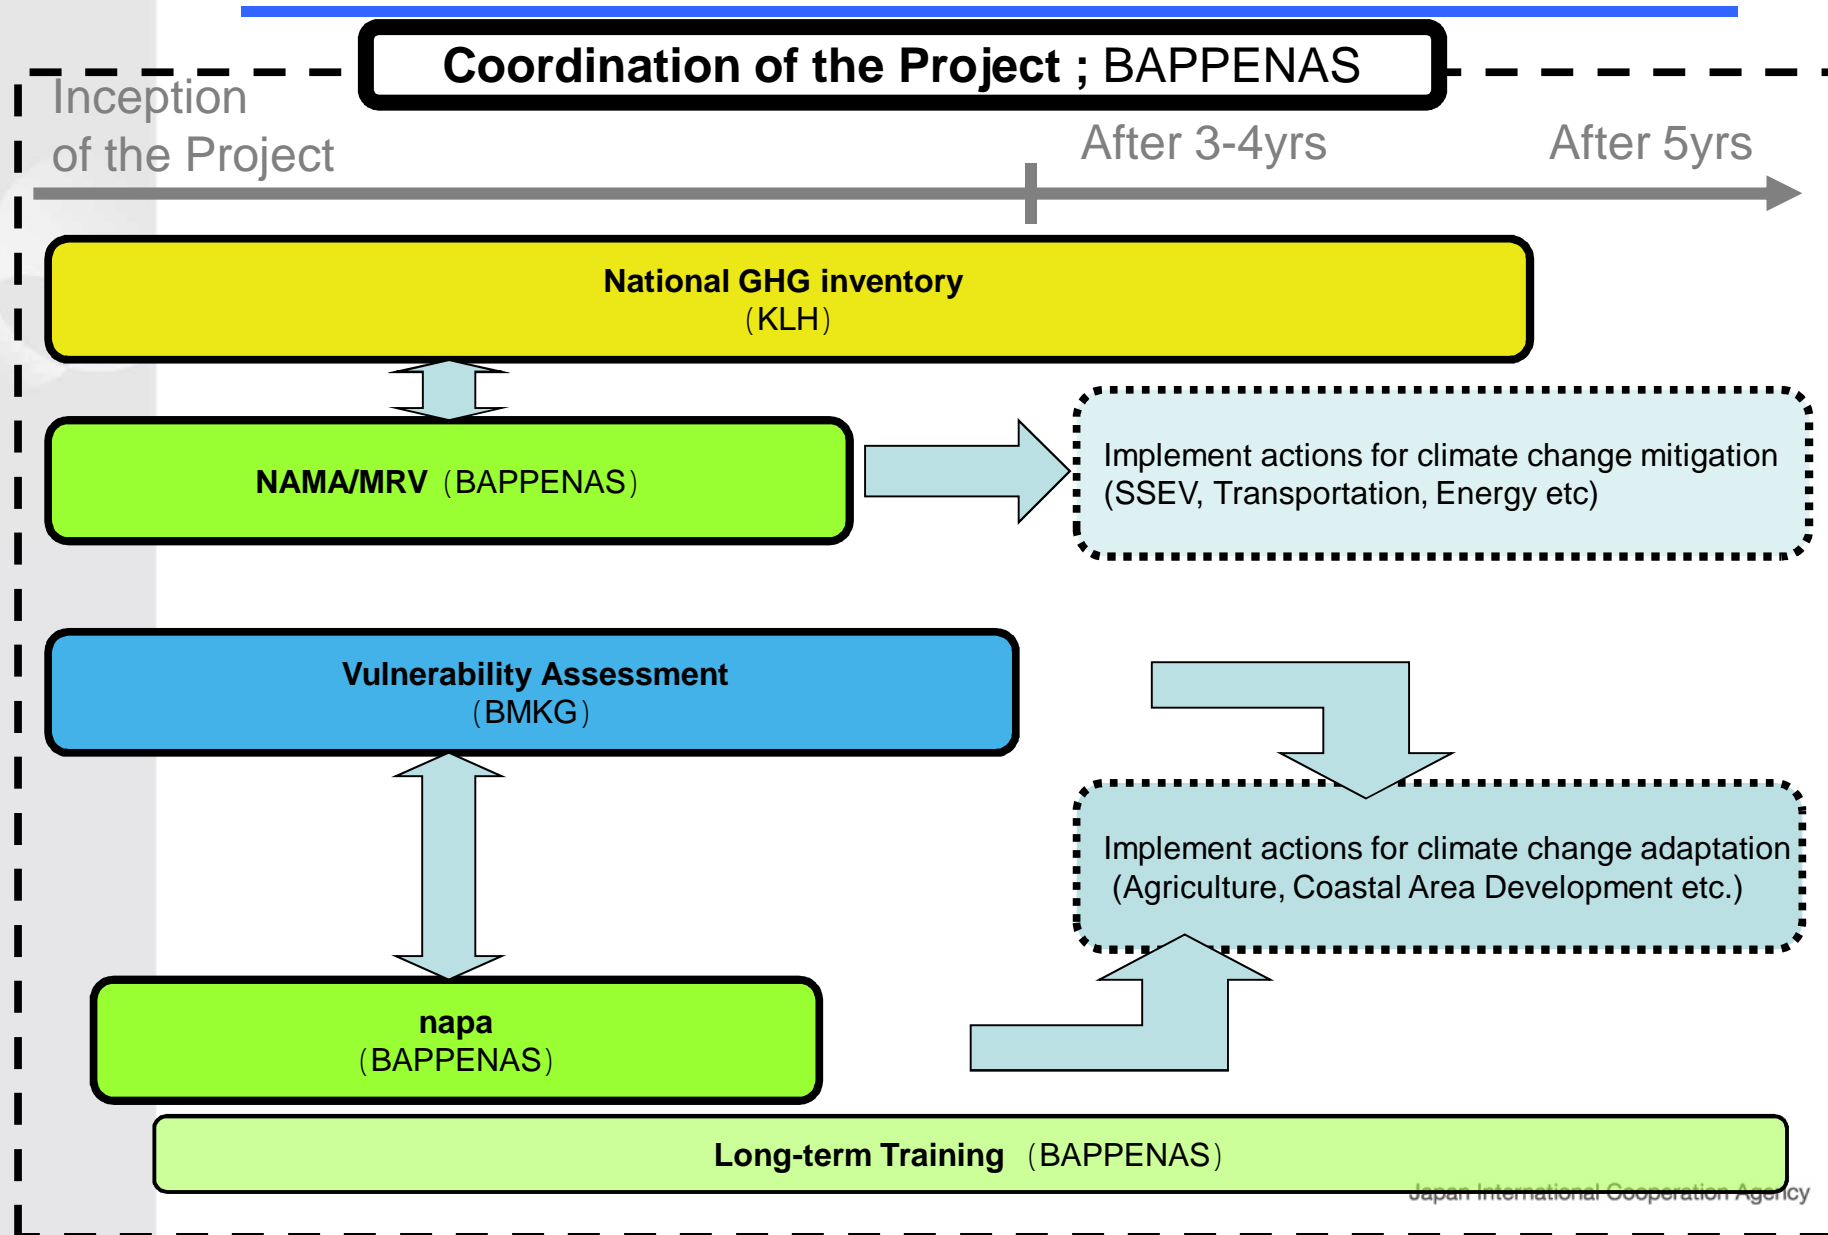 Coordination of the Project ; BAPPENAS
Inception
of the Project
After 3-4yrs
After 5yrs
National GHG inventory
(KLH)
NAMA/MRV (BAPPENAS)
Implement actions for climate change mitigation
(SSEV, Transportation, Energy etc)
Vulnerability Assessment
(BMKG)
Implement actions for climate change adaptation
(Agriculture, Coastal Area Development etc.)
napa
(BAPPENAS)
Long-term Training (BAPPENAS)
Japan International Cooperation Agency